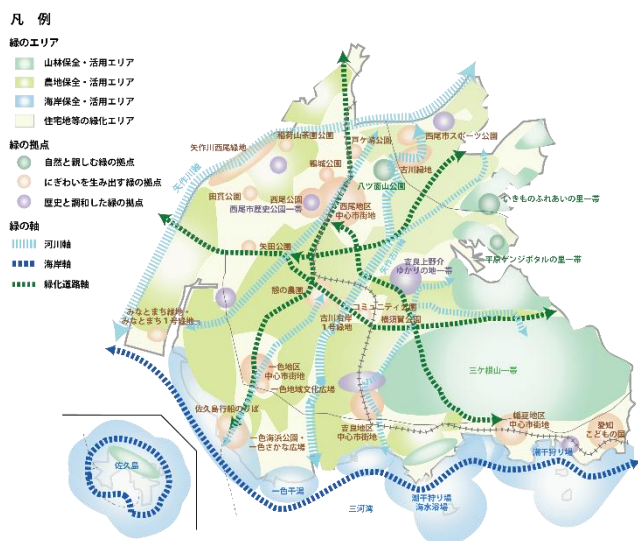 凡 例
緑のエリア
山林保全・活用エリア
農地保全・活用エリア
海岸保全・活用エリア
住宅地等の緑化エリア
緑の拠点
自然と親しむ緑の拠点
にぎわいを生み出す緑の拠点
歴史と調和した緑の拠点
緑の軸
河川軸
海岸軸
緑化道路軸
稲荷山茶園公園
戸ケ崎公園
西尾市スポーツ公園
矢作川西尾緑地
古川緑地
矢作川線
鶴城公園
八ツ面山公園
田貫公園
西尾公園
西尾市歴史公園一帯
西尾地区
中心市街地
いきものふれあいの里一帯
矢田公園
平原ゲンジボタルの里一帯
吉良上野介
ゆかりの地一帯
憩の農園
コミュニティ公園
横須賀公園
みなとまち緑地・
みなとまち1号緑地
古川右岸
1号緑地
三ケ根山一帯
一色地区
中心市街地
一色地域文化広場
佐久島行船のりば
吉良地区
中心市街地
幡豆地区
中心市街地
愛知
こどもの国
一色海浜公園・
一色さかな広場
潮干狩り場
佐久島
一色干潟
潮干狩り場
海水浴場
三河湾